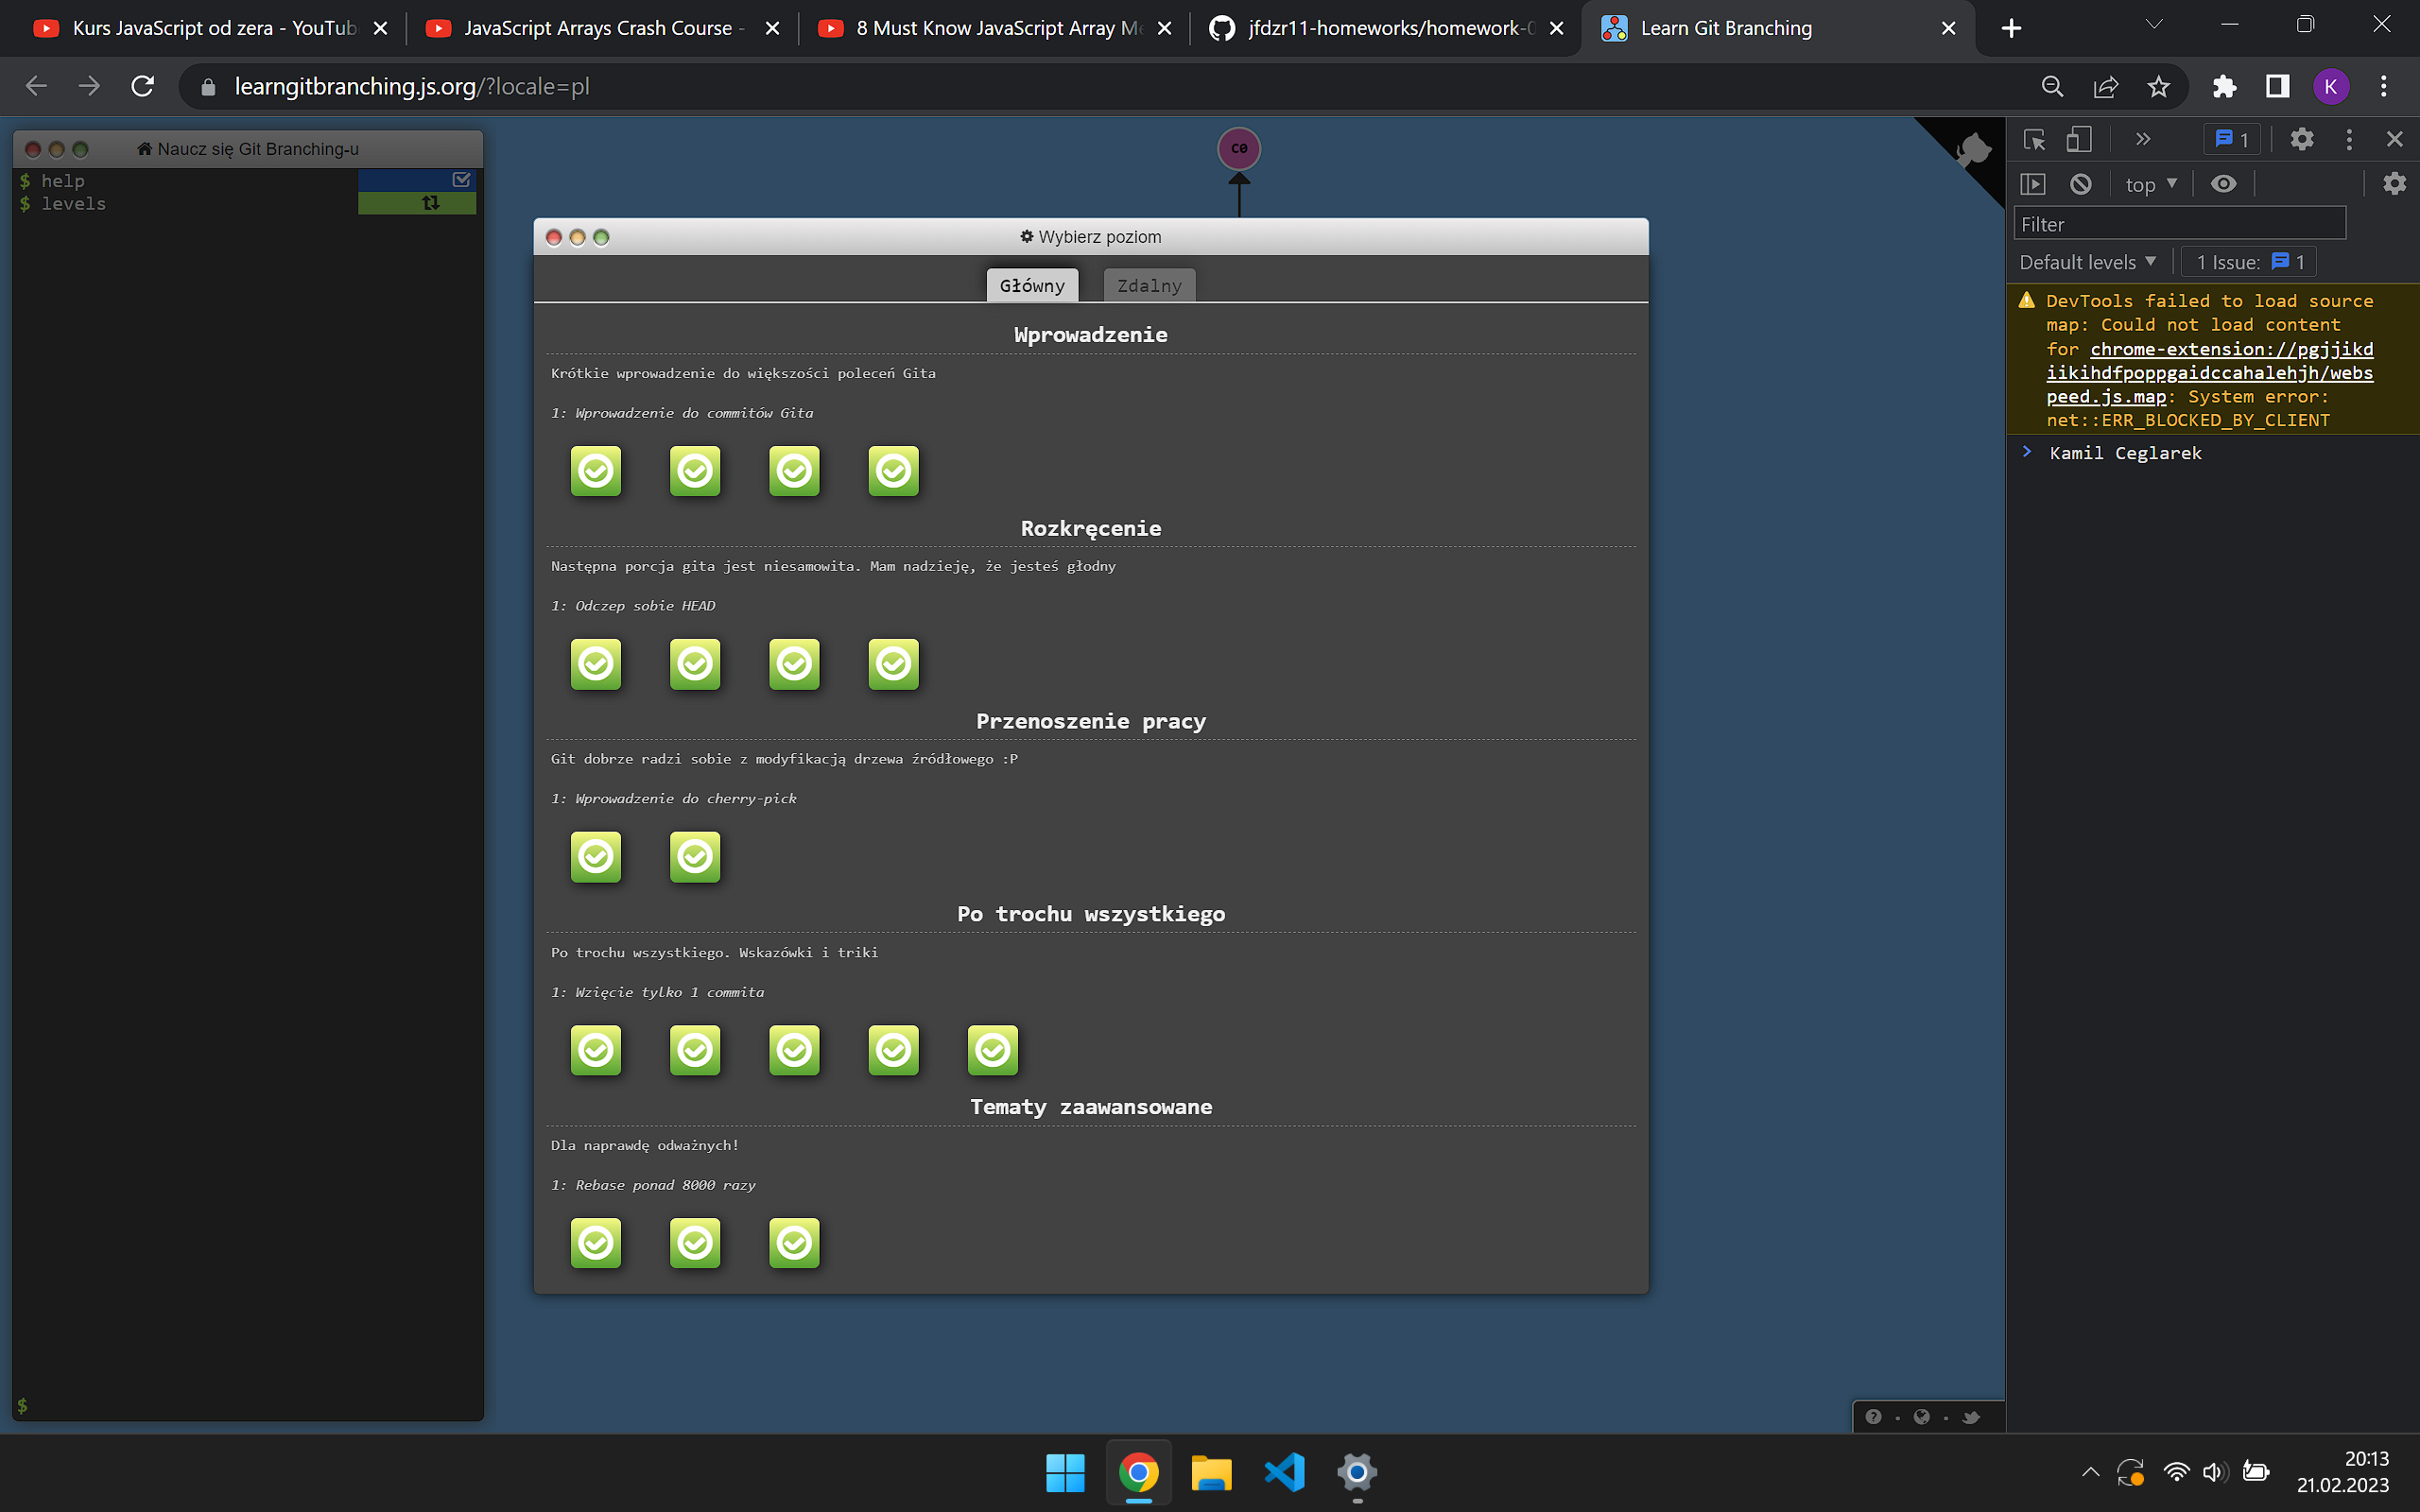 Kurs JavaScript od zera - YouTub
JavaScript Arrays Crash Course -
8 Must Know JavaScript Array Me
jfdzr11-homeworks/homework-0
Learn Git Branching
learngitbranching.js.org/?locale=pl
K
Naucz się Git Branching-u
$ help
$ levels
$
C0
Wybierz poziom
Główny
Zdalny
Wprowadzenie
Krótkie wprowadzenie do większości poleceń Gita
1: Wprowadzenie do commitów Gita
Rozkręcenie
Następna porcja gita jest niesamowita. Mam nadzieję, że jesteś głodny
1: Odczep sobie HEAD
Przenoszenie pracy
Git dobrze radzi sobie z modyfikacją drzewa źródłowego :P
1: Wprowadzenie do cherry-pick
Po trochu wszystkiego
Po trochu wszystkiego. Wskazówki i triki
1: Wzięcie tylko 1 commita
Tematy zaawansowane
Dla naprawdę odważnych!
1: Rebase ponad 8000 razy
1
top
Filter
Default levels
1 Issue: 1
DevTools failed to load source
map: Could not load content
for chrome-extension://pgjjikd
iikihdfpoppgaidccahalehjh/webs
peed.js.map: System error:
net::ERR_BLOCKED_BY_CLIENT
> Kamil Ceglarek
20:13
21.02.2023